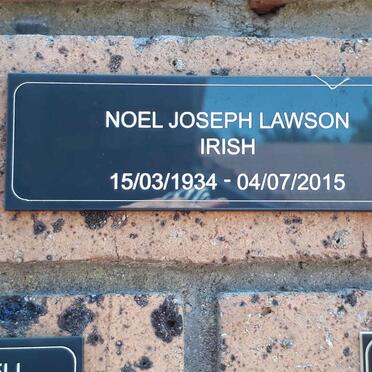 NOEL JOSEPH LAWSON
IRISH
15/03/1934 - 04/07/2015